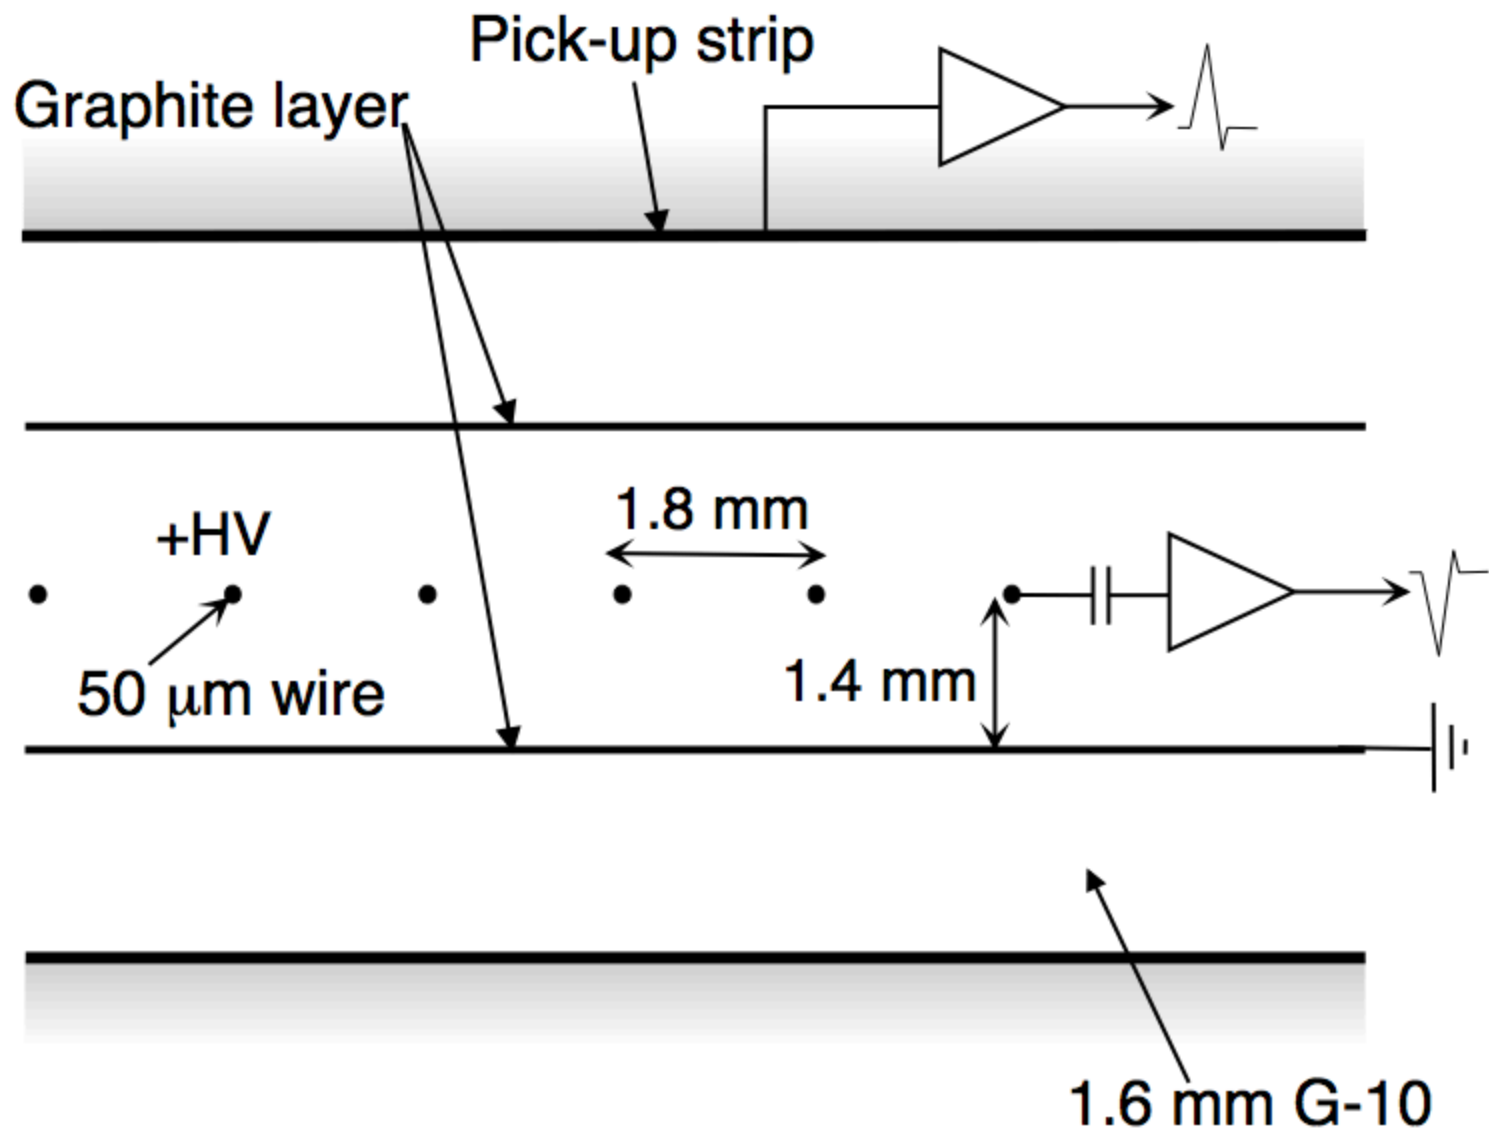 Pick-up strip
Graphite layer
1.8 mm
+HV
1.4 mm
50 μm wire
1.6 mm G-10